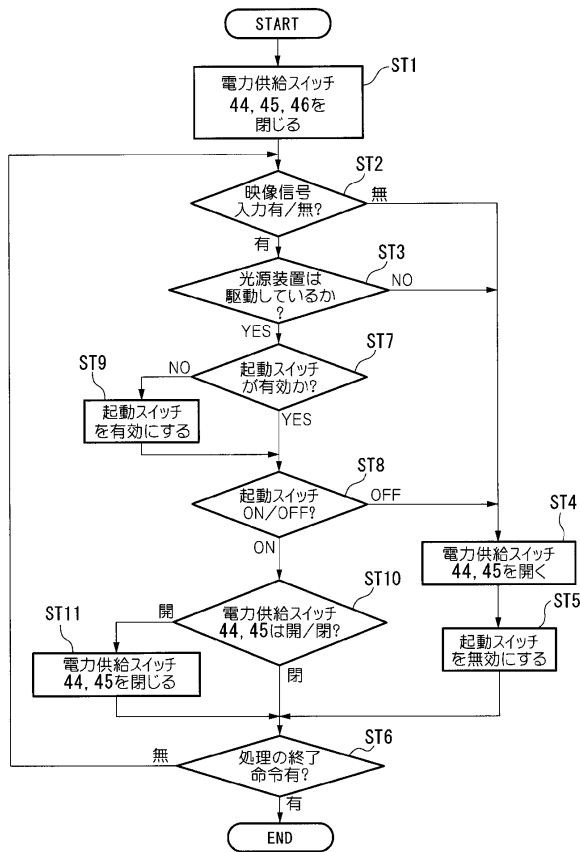 START
ST1
電力供給スイッチ
44, 45, 46を
閉じる
ST2
映像信号
入力有/無?
無
有
ST3
光源装置は
駆動しているか
?
NO
YES
ST7
起動スイッチ
が有効か?
NO
YES
ST9
起動スイッチ
を有効にする
ST8
起動スイッチ
ON/OFF?
OFF
ON
ST4
電力供給スイッチ
44, 45を開く
ST5
起動スイッチ
を無効にする
ST10
電力供給スイッチ
44, 45は開/閉?
開
閉
ST11
電力供給スイッチ
44, 45を閉じる
ST6
処理の終了
命令有?
無
有
END